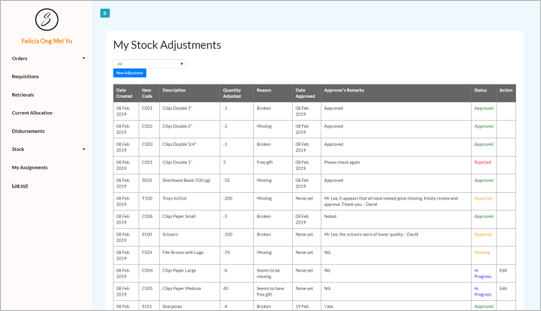 S
Felicia Ong Mei Yu
Orders
Requisitions
Retrievals
Current Allocation
Disbursements
Stock
My Assignments
Log out
My Stock Adjustments
All
New Adjustment
Date Created Item Code Description Quantity Adjusted Reason Date Approved Approver's Remarks Status Action
08 Feb 2019 C001 Clips Double 1" -1 Broken 08 Feb 2019 Approved Approved
08 Feb 2019 C002 Clips Double 2" -2 Missing 08 Feb 2019 Approved Approved
08 Feb 2019 C003 Clips Double 3/4" -1 Broken 08 Feb 2019 Approved Approved
08 Feb 2019 C001 Clips Double 1" 5 Free gift 08 Feb 2019 Please check again Rejected
08 Feb 2019 S010 Shorthand Book (100 pg) -50 Missing 08 Feb 2019 Approved Approved
08 Feb 2019 T100 Trays In/Out -200 Missing None yet Mr Lee, it appears that all have indeed gone missing. Kindly review and approve. Thank you. - David Reported
08 Feb 2019 C006 Clips Paper Small -3 Broken 08 Feb 2019 Noted Approved
08 Feb 2019 S100 Scissors -100 Broken None yet Mr Lee, the scissors were of lower quality. - David Reported
08 Feb 2019 F024 File-Brown with Logo -70 Missing None yet NIL Pending
08 Feb 2019 C004 Clips Paper Large -6 Seems to be missing None yet NIL In Progress Edit
08 Feb 2019 C005 Clips Paper Medium 40 Seems to have free gift None yet NIL In Progress Edit
08 Feb S101 Sharpener -4 Broken 19 Feb Approved